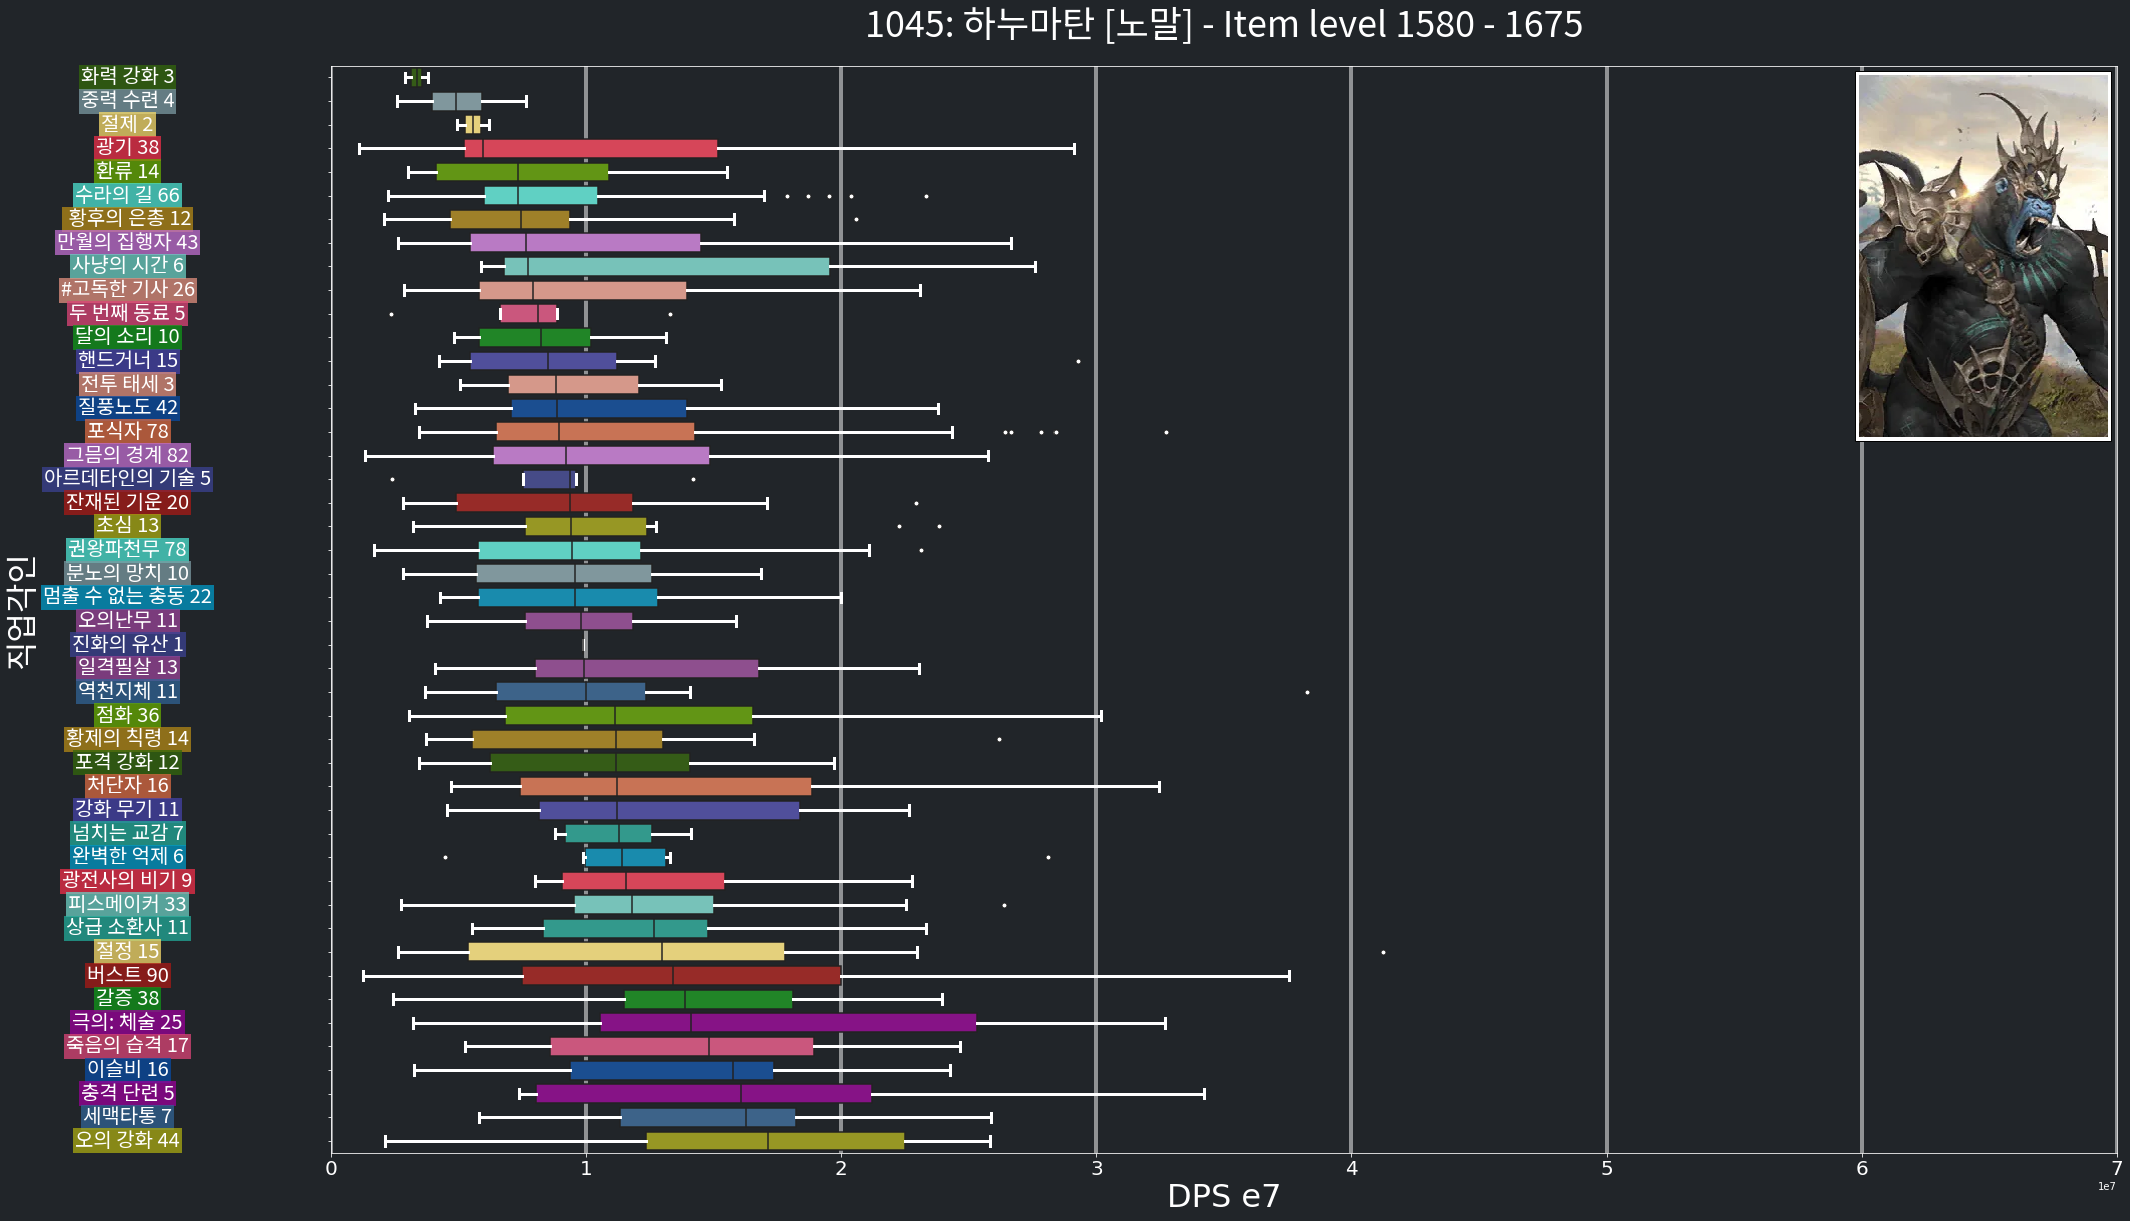 1045: 하누마탄 [노말] - Item level 1580 - 1675
화력 강화 3
중력 수련 4
절제 2
광기 38
환류 14
수라의 길 66
황후의 은총 12
만월의 집행자 43
사냥의 시간 6
#고독한 기사 26
두 번째 동료 5
달의 소리 10
핸드거너 15
전투 태세 3
질풍노도 42
포식자 78
그믐의 경계 82
아르데타인의 기술 5
잔재된 기운 20
초심 13
권왕파천무 78
분노의 망치 10
멈출 수 없는 충동 22
오의난무 11
진화의 유산 1
일격필살 13
역천지체 11
점화 36
황제의 칙령 14
포격 강화 12
처단자 16
강화 무기 11
넘치는 교감 7
완벽한 억제 6
광전사의 비기 9
피스메이커 33
상급 소환사 11
절정 15
버스트 90
갈증 38
극의: 체술 25
죽음의 습격 17
이슬비 16
충격 단련 5
세맥타통 7
오의 강화 44
직업각인
0 1 2 3 4 5 6 7
1e7
DPS e7